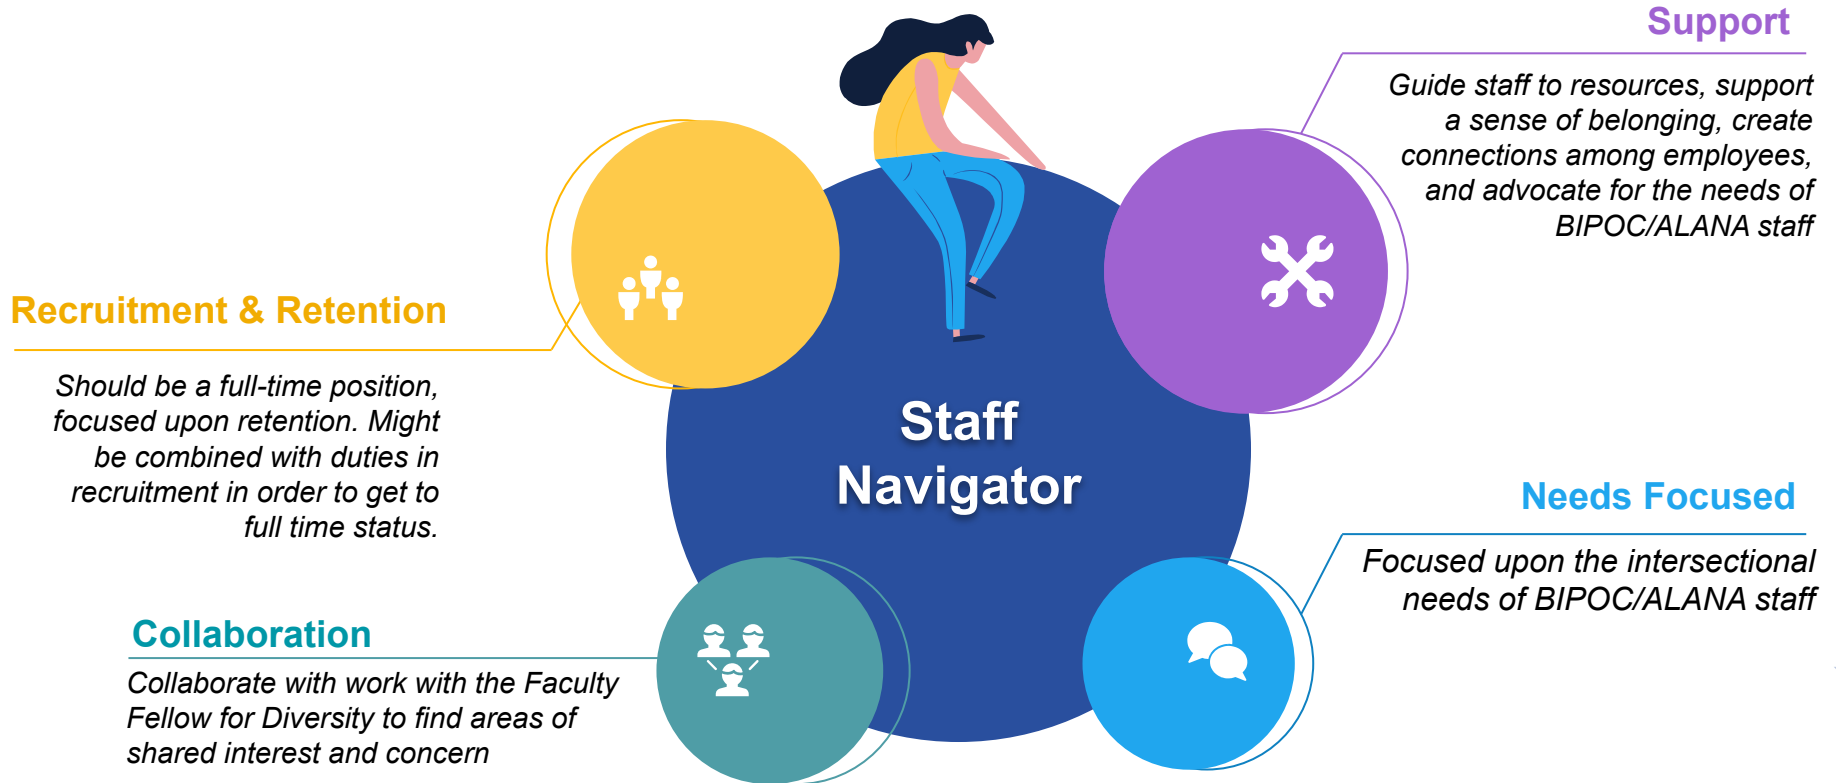 Support
Guide staff to resources, support
a sense of belonging, create
connections among employees,
and advocate for the needs of
BIPOC/ALANA staff
Recruitment & Retention
Should be a full-time position,
focused upon retention. Might
be combined with duties in
recruitment in order to get to
full time status.
Staff
Navigator
Needs Focused
Focused upon the intersectional
needs of BIPOC/ALANA staff
Collaboration
Collaborate with work with the Faculty
Fellow for Diversity to find areas of
shared interest and concern